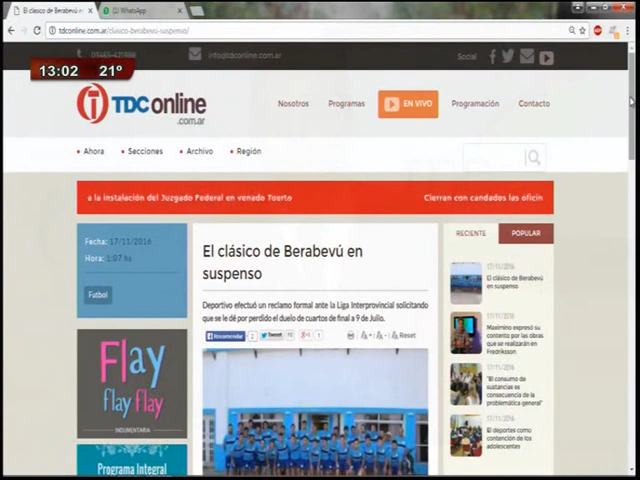 El clásico de Berabevú en
(1) WhatsApp
tdconline.com.ar/clasico-berabevu-suspenso/
info@tdconline.com.ar
Social
13:02 21°
TDConline
.com.ar
Nosotros
Programas
EN VIVO
Programación
Contacto
Ahora
Secciones
Archivo
Región
a la instalación del Juzgado Federal en venado Tuerto
Cierran con candados las oficin
Fecha: 17/11/2016
Hora: 1:07 hs
Futbol
El clásico de Berabevú en
suspenso
Deportivo efectuó un reclamo formal ante la Liga Interprovincial solicitando
que se le dé por perdido el duelo de cuartos de final a 9 de Julio.
Recomendar
Tweet
Reset
RECIENTE
POPULAR
17/11/2016
El clásico de Berabevú
en suspenso
17/11/2016
Maximino expresó su
contento por las obras
que se realizarán en
Fredriksson
17/11/2016
"El consumo de
sustancias es
consecuencia de la
problemática general"
17/11/2016
El deportes como
contención de los
adolescentes
Flay
flay flay
INDUMENTARIA
Programa Integral